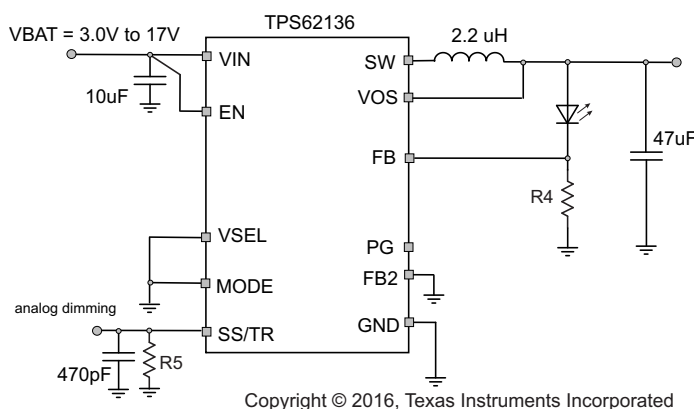 TPS62136
VBAT = 3.0V to 17V
2.2 uH
VIN
SW
10uF
EN
VOS
FB
47uF
R4
VSEL
PG
MODE
FB2
analog dimming
SS/TR
GND
470pF
R5
Copyright © 2016, Texas Instruments Incorporated